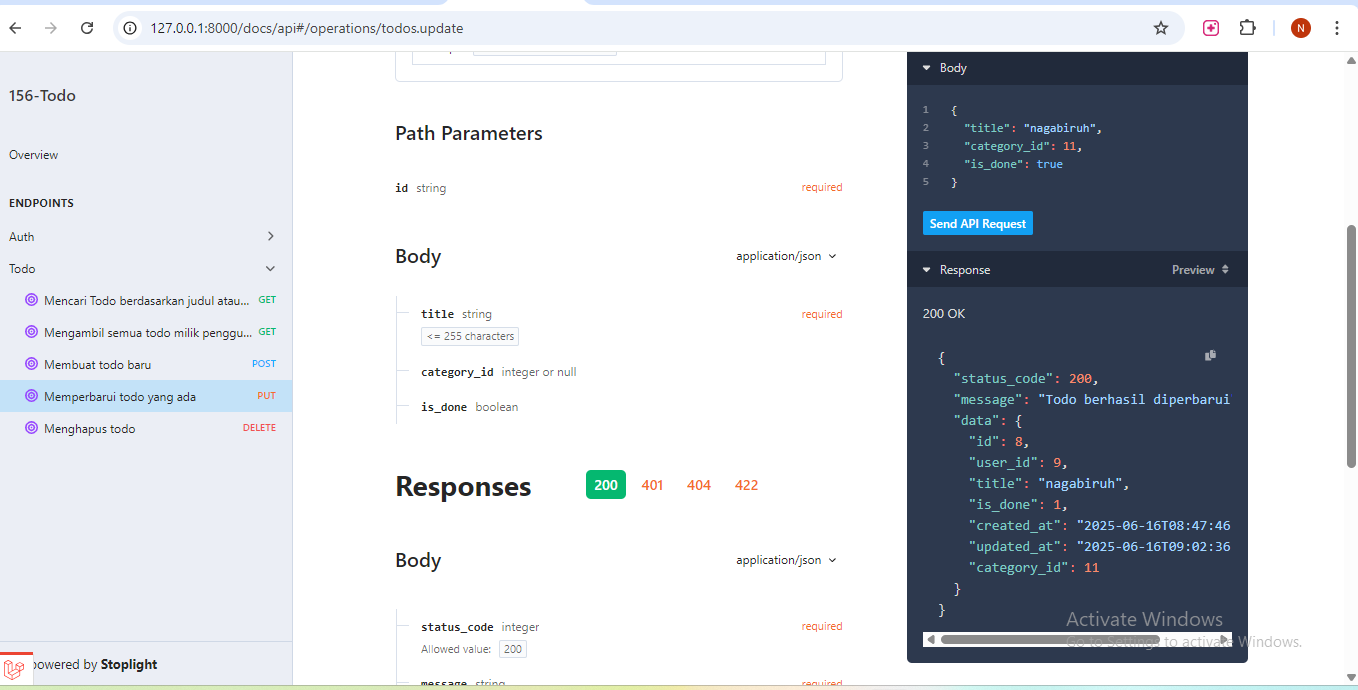 127.0.0.1:8000/docs/api#/operations/todos.update
N
156-Todo
Overview
ENDPOINTS
Auth
Todo
Mencari Todo berdasarkan judul atau... GET
Mengambil semua todo milik penggu... GET
Membuat todo baru POST
Memperbarui todo yang ada PUT
Menghapus todo DELETE
powered by Stoplight
Path Parameters
id string required
Body application/json
title string required
<= 255 characters
category_id integer or null
is_done boolean
Responses 200 401 404 422
Body application/json
status_code integer required
Allowed value: 200
message string required
Body
1 {
2 "title": "nagabiruh",
3 "category_id": 11,
4 "is_done": true
5 }
Send API Request
Response Preview
200 OK
{
"status_code": 200,
"message": "Todo berhasil diperbarui
"data": {
"id": 8,
"user_id": 9,
"title": "nagabiruh",
"is_done": 1,
"created_at": "2025-06-16T08:47:46
"updated_at": "2025-06-16T09:02:36
"category_id": 11
}
}
Activate Windows
Go to Settings to activate Windows.